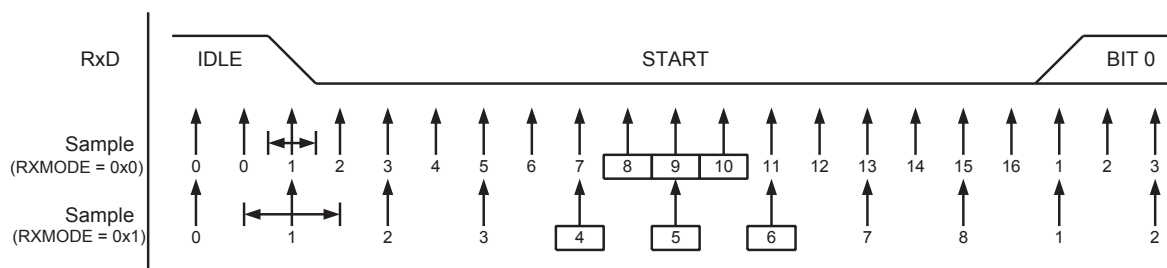 RxD IDLE START BIT 0
Sample
(RXMODE = 0x0) 0 0 1 2 3 4 5 6 7 8 9 10 11 12 13 14 15 16 1 2 3
Sample
(RXMODE = 0x1) 0 1 2 3 4 5 6 7 8 1 2